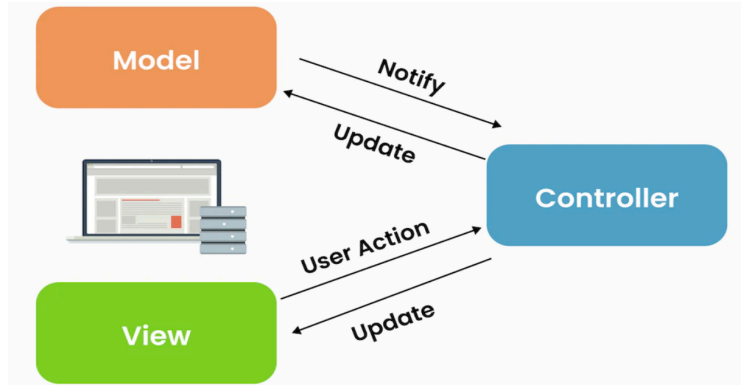 Model
Notify
Update
Controller
User Action
Update
View